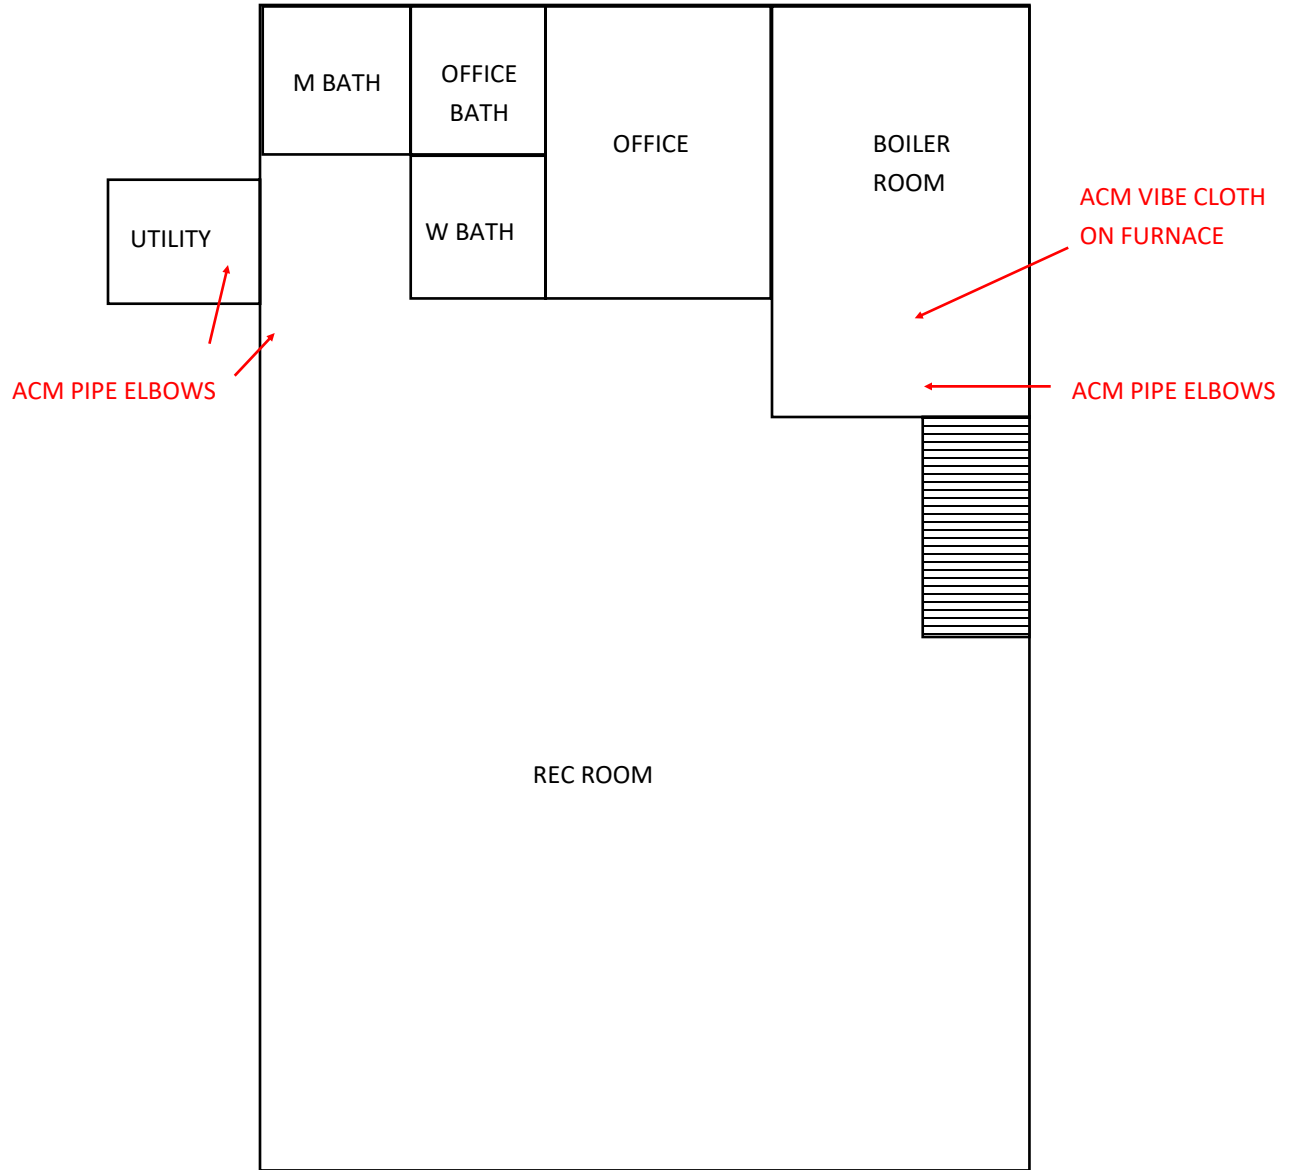 M BATH
OFFICE
BATH
OFFICE
BOILER
ROOM
ACM VIBE CLOTH
ON FURNACE
UTILITY
W BATH
ACM PIPE ELBOWS
ACM PIPE ELBOWS
REC ROOM